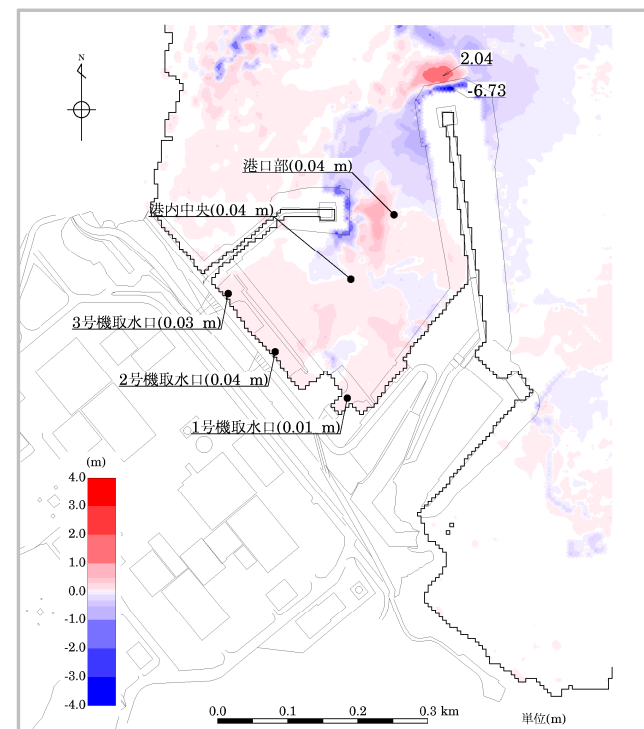 N
2.04
-6.73
港口部(0.04 m)
港内中央(0.04 m)
3号機取水口(0.03 m)
2号機取水口(0.04 m)
1号機取水口(0.01 m)
(m)
4.0
3.0
2.0
1.0
0.0
-1.0
-2.0
-3.0
-4.0
0.0 0.1 0.2 0.3 km
単位(m)